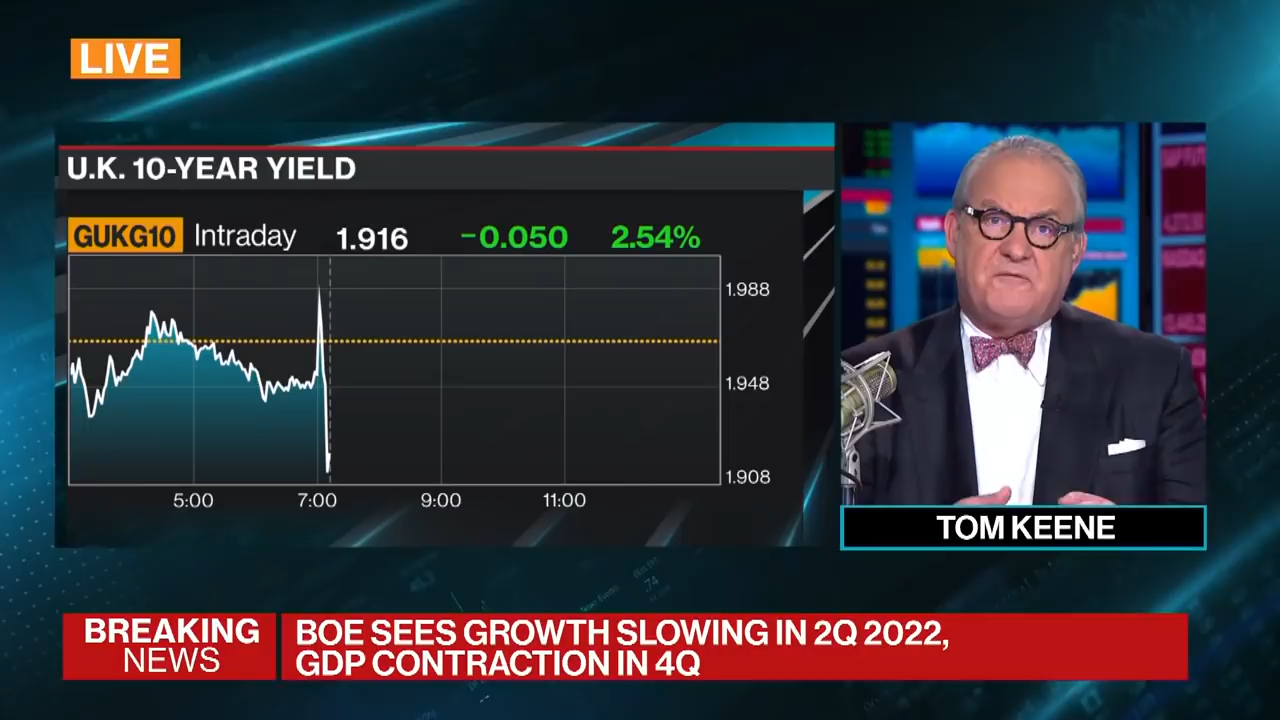 LIVE
U.K. 10-YEAR YIELD
GUKG10 Intraday 1.916 -0.050 2.54%
1.988
1.948
1.908
5:00 7:00 9:00 11:00
TOM KEENE
BREAKING
NEWS
BOE SEES GROWTH SLOWING IN 2Q 2022,
GDP CONTRACTION IN 4Q